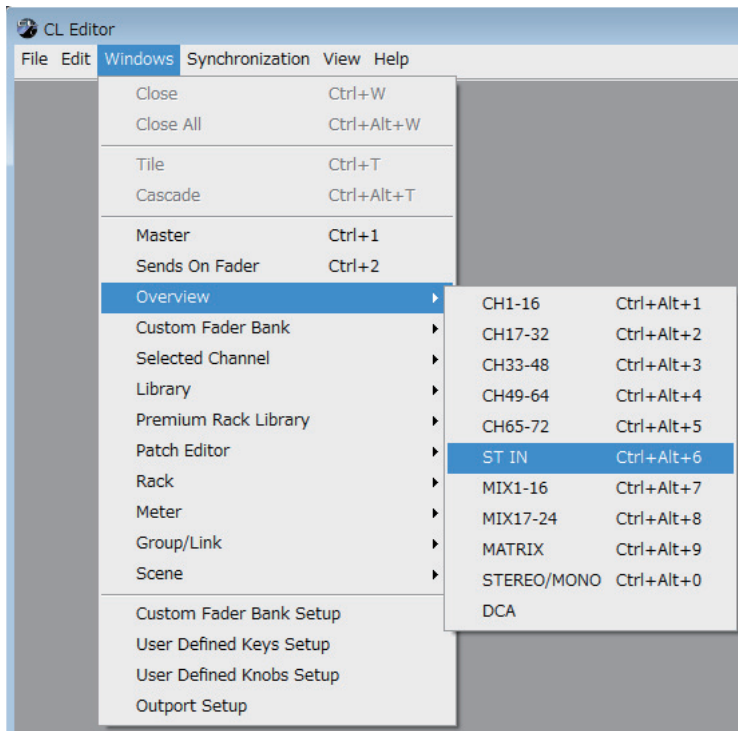 CL Editor
File Edit Windows Synchronization View Help
Close Ctrl+W
Close All Ctrl+Alt+W
Tile Ctrl+T
Cascade Ctrl+Alt+T
Master Ctrl+1
Sends On Fader Ctrl+2
Overview
Custom Fader Bank
Selected Channel
Library
Premium Rack Library
Patch Editor
Rack
Meter
Group/Link
Scene
Custom Fader Bank Setup
User Defined Keys Setup
User Defined Knobs Setup
Outport Setup
CH1-16 Ctrl+Alt+1
CH17-32 Ctrl+Alt+2
CH33-48 Ctrl+Alt+3
CH49-64 Ctrl+Alt+4
CH65-72 Ctrl+Alt+5
ST IN Ctrl+Alt+6
MIX1-16 Ctrl+Alt+7
MIX17-24 Ctrl+Alt+8
MATRIX Ctrl+Alt+9
STEREO/MONO Ctrl+Alt+0
DCA